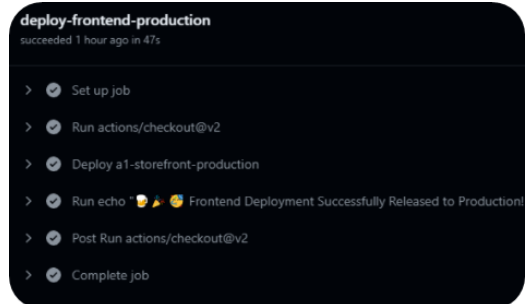 deploy-frontend-production
succeeded 1 hour ago in 47s
Set up job
Run actions/checkout@v2
Deploy a1-storefront-production
Run echo "🍺 🎉 🥳 Frontend Deployment Successfully Released to Production!
Post Run actions/checkout@v2
Complete job